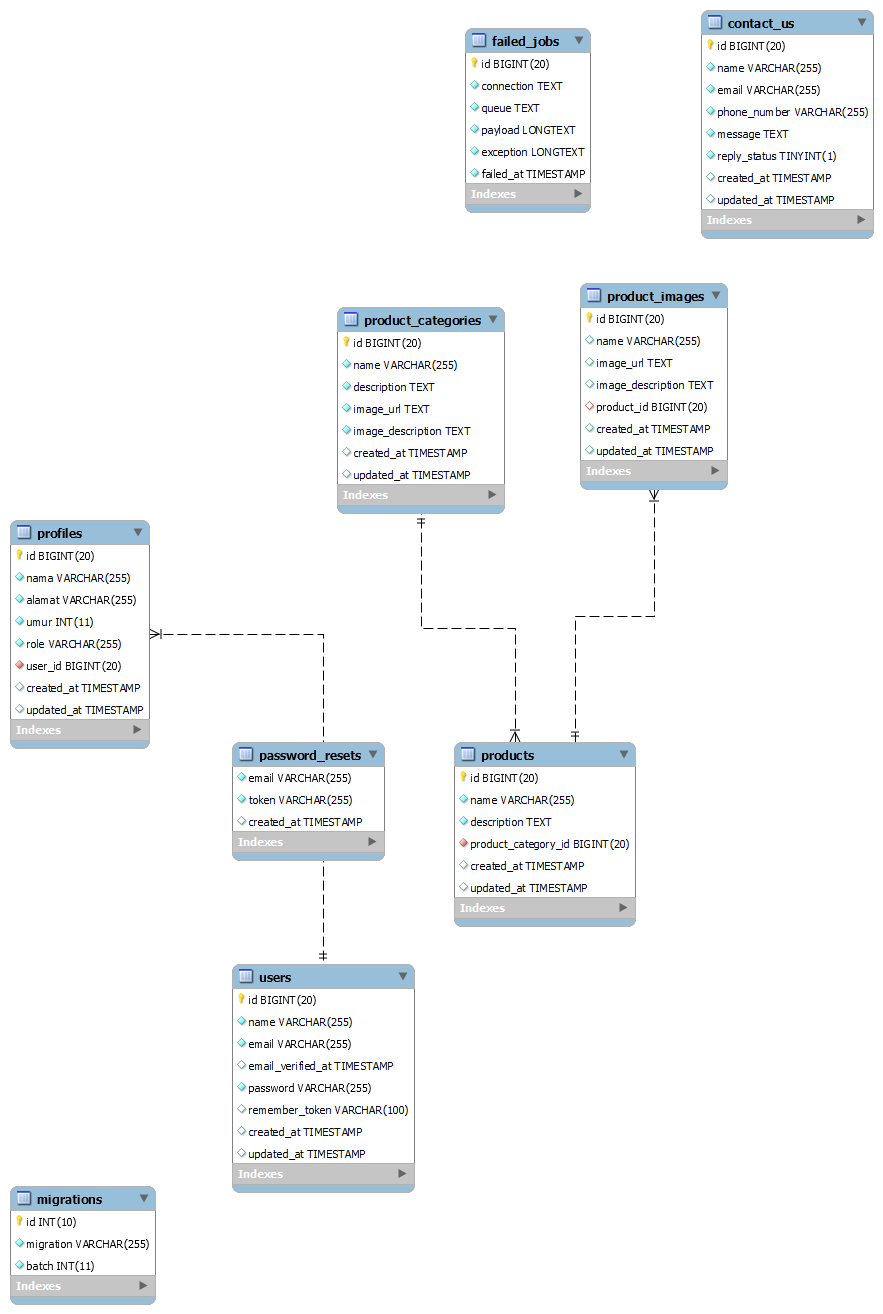 failed_jobs
id BIGINT(20)
connection TEXT
queue TEXT
payload LONGTEXT
exception LONGTEXT
failed_at TIMESTAMP
Indexes
contact_us
id BIGINT(20)
name VARCHAR(255)
email VARCHAR(255)
phone_number VARCHAR(255)
message TEXT
reply_status TINYINT(1)
created_at TIMESTAMP
updated_at TIMESTAMP
Indexes
product_categories
id BIGINT(20)
name VARCHAR(255)
description TEXT
image_url TEXT
image_description TEXT
created_at TIMESTAMP
updated_at TIMESTAMP
Indexes
product_images
id BIGINT(20)
name VARCHAR(255)
image_url TEXT
image_description TEXT
product_id BIGINT(20)
created_at TIMESTAMP
updated_at TIMESTAMP
Indexes
profiles
id BIGINT(20)
nama VARCHAR(255)
alamat VARCHAR(255)
umur INT(11)
role VARCHAR(255)
user_id BIGINT(20)
created_at TIMESTAMP
updated_at TIMESTAMP
Indexes
password_resets
email VARCHAR(255)
token VARCHAR(255)
created_at TIMESTAMP
Indexes
products
id BIGINT(20)
name VARCHAR(255)
description TEXT
product_category_id BIGINT(20)
created_at TIMESTAMP
updated_at TIMESTAMP
Indexes
users
id BIGINT(20)
name VARCHAR(255)
email VARCHAR(255)
email_verified_at TIMESTAMP
password VARCHAR(255)
remember_token VARCHAR(100)
created_at TIMESTAMP
updated_at TIMESTAMP
Indexes
migrations
id INT(10)
migration VARCHAR(255)
batch INT(11)
Indexes